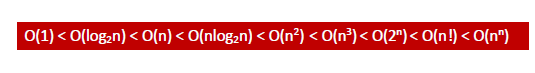 O(1) < O(log₂n) < O(n) < O(nlog₂n) < O(n²) < O(n³) < O(2ⁿ) < O(n!) < O(nⁿ)